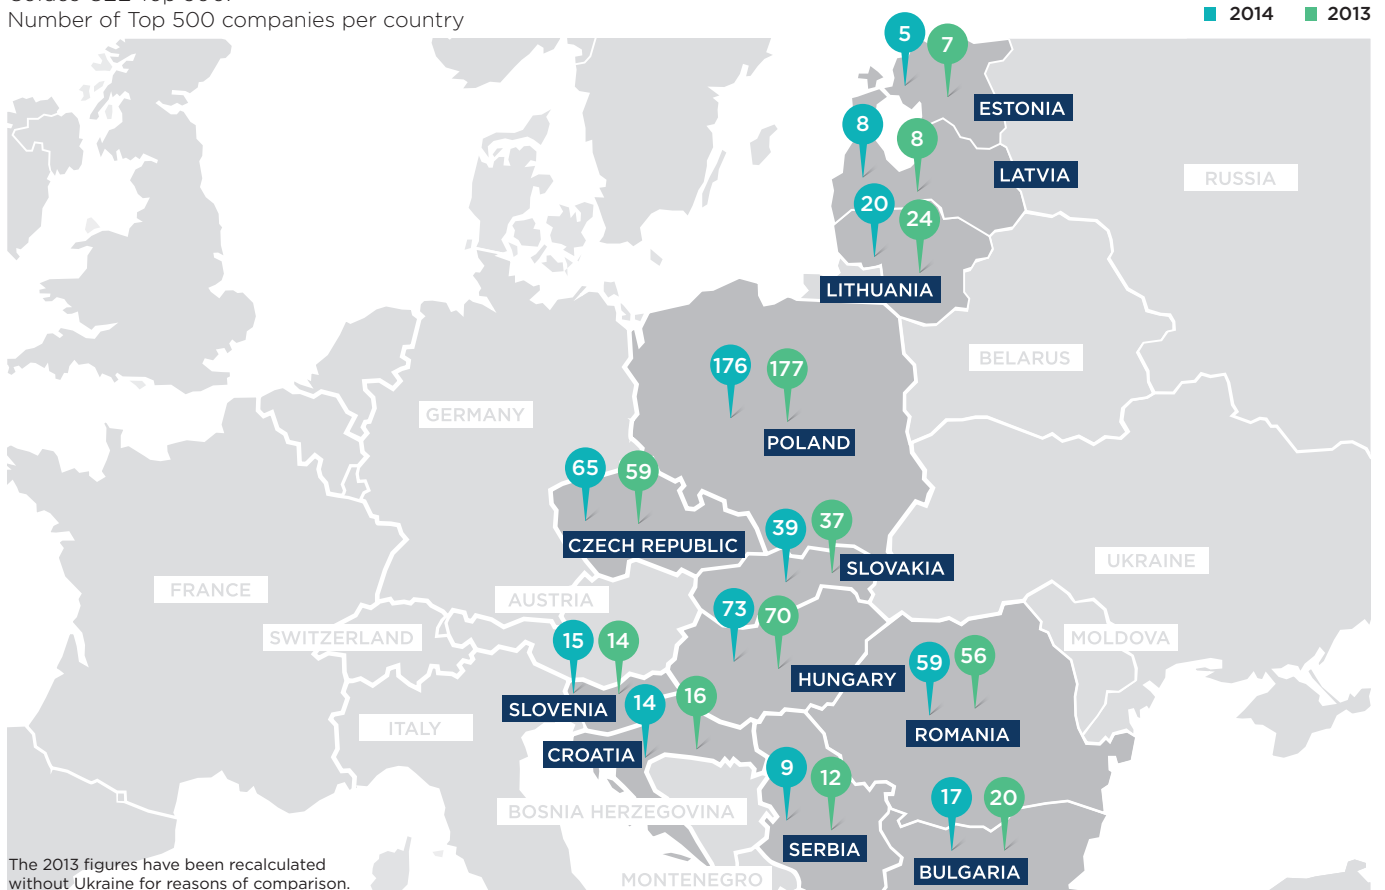 Number of Top 500 companies per country
2014
2013
5
7
ESTONIA
8
8
LATVIA
RUSSIA
20
24
LITHUANIA
176
177
BELARUS
GERMANY
POLAND
65
59
39
37
CZECH REPUBLIC
SLOVAKIA
UKRAINE
FRANCE
AUSTRIA
73
70
SWITZERLAND
MOLDOVA
15
14
59
56
HUNGARY
SLOVENIA
14
16
ITALY
ROMANIA
CROATIA
9
12
17
20
BOSNIA HERZEGOVINA
SERBIA
BULGARIA
MONTENEGRO
The 2013 figures have been recalculated
without Ukraine for reasons of comparison.